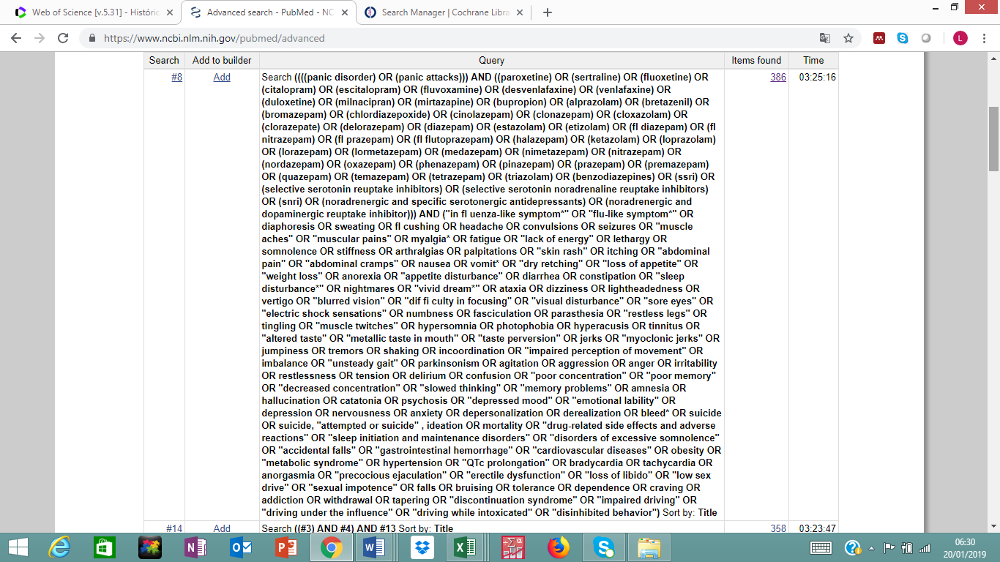 Web of Science [v.5.31] - Históric
Advanced search - PubMed - NC
Search Manager | Cochrane Libra
https://www.ncbi.nlm.nih.gov/pubmed/advanced
L
Search Add to builder Query Items found Time
#8 Add Search ((((panic disorder) OR (panic attacks))) AND ((paroxetine) OR (sertraline) OR (fluoxetine) OR 386 03:25:16
(citalopram) OR (escitalopram) OR (fluvoxamine) OR (desvenlafaxine) OR (venlafaxine) OR
(duloxetine) OR (milnacipran) OR (mirtazapine) OR (bupropion) OR (alprazolam) OR (bretazenil) OR
(bromazepam) OR (chlordiazepoxide) OR (cinolazepam) OR (clonazepam) OR (cloxazolam) OR
(clorazepate) OR (delorazepam) OR (diazepam) OR (estazolam) OR (etizolam) OR (fl diazepam) OR (fl
nitrazepam) OR (fl prazepam) OR (fl flutoprazepam) OR (halazepam) OR (ketazolam) OR (loprazolam)
OR (lorazepam) OR (lormetazepam) OR (medazepam) OR (nimetazepam) OR (nitrazepam) OR
(nordazepam) OR (oxazepam) OR (phenazepam) OR (pinazepam) OR (prazepam) OR (premazepam)
OR (quazepam) OR (temazepam) OR (tetrazepam) OR (triazolam) OR (benzodiazepines) OR (ssri) OR
(selective serotonin reuptake inhibitors) OR (selective serotonin noradrenaline reuptake inhibitors)
OR (snri) OR (noradrenergic and specific serotonergic antidepressants) OR (noradrenergic and
dopaminergic reuptake inhibitor))) AND ("in fl uenza-like symptom*" OR "flu-like symptom*" OR
diaphoresis OR sweating OR fl cushing OR headache OR convulsions OR seizures OR "muscle
aches" OR "muscular pains" OR myalgia* OR fatigue OR "lack of energy" OR lethargy OR
somnolence OR stiffness OR arthralgias OR palpitations OR "skin rash" OR itching OR "abdominal
pain" OR "abdominal cramps" OR nausea OR vomit* OR "dry retching" OR "loss of appetite" OR
"weight loss" OR anorexia OR "appetite disturbance" OR diarrhea OR constipation OR "sleep
disturbance*" OR nightmares OR "vivid dream*" OR ataxia OR dizziness OR lightheadedness OR
vertigo OR "blurred vision" OR "dif fi culty in focusing" OR "visual disturbance" OR "sore eyes" OR
"electric shock sensations" OR numbness OR fasciculation OR parasthesia OR "restless legs" OR
tingling OR "muscle twitches" OR hypersomnia OR photophobia OR hyperacusis OR tinnitus OR
"altered taste" OR "metallic taste in mouth" OR "taste perversion" OR jerks OR "myoclonic jerks" OR
jumpiness OR tremors OR shaking OR incoordination OR "impaired perception of movement" OR
imbalance OR "unsteady gait" OR parkinsonism OR agitation OR aggression OR anger OR irritability
OR restlessness OR tension OR delirium OR confusion OR "poor concentration" OR "poor memory"
OR "decreased concentration" OR "slowed thinking" OR "memory problems" OR amnesia OR
hallucination OR catatonia OR psychosis OR "depressed mood" OR "emotional lability" OR
depression OR nervousness OR anxiety OR depersonalization OR derealization OR bleed* OR suicide
OR suicide, "attempted or suicide" , ideation OR mortality OR "drug-related side effects and adverse
reactions" OR "sleep initiation and maintenance disorders" OR "disorders of excessive somnolence"
OR "accidental falls" OR "gastrointestinal hemorrhage" OR "cardiovascular diseases" OR obesity OR
"metabolic syndrome" OR hypertension OR "QTc prolongation" OR bradycardia OR tachycardia OR
anorgasmia OR "precocious ejaculation" OR "erectile dysfunction" OR "loss of libido" OR "low sex
drive" OR "sexual impotence" OR falls OR bruising OR tolerance OR dependence OR craving OR
addiction OR withdrawal OR tapering OR "discontinuation syndrome" OR "impaired driving" OR
"driving under the influence" OR "driving while intoxicated" OR "disinhibited behavior") Sort by: Title
#14 Add Search ((#3) AND #4) AND #13 Sort by: Title 358 03:23:47
06:30
20/01/2019